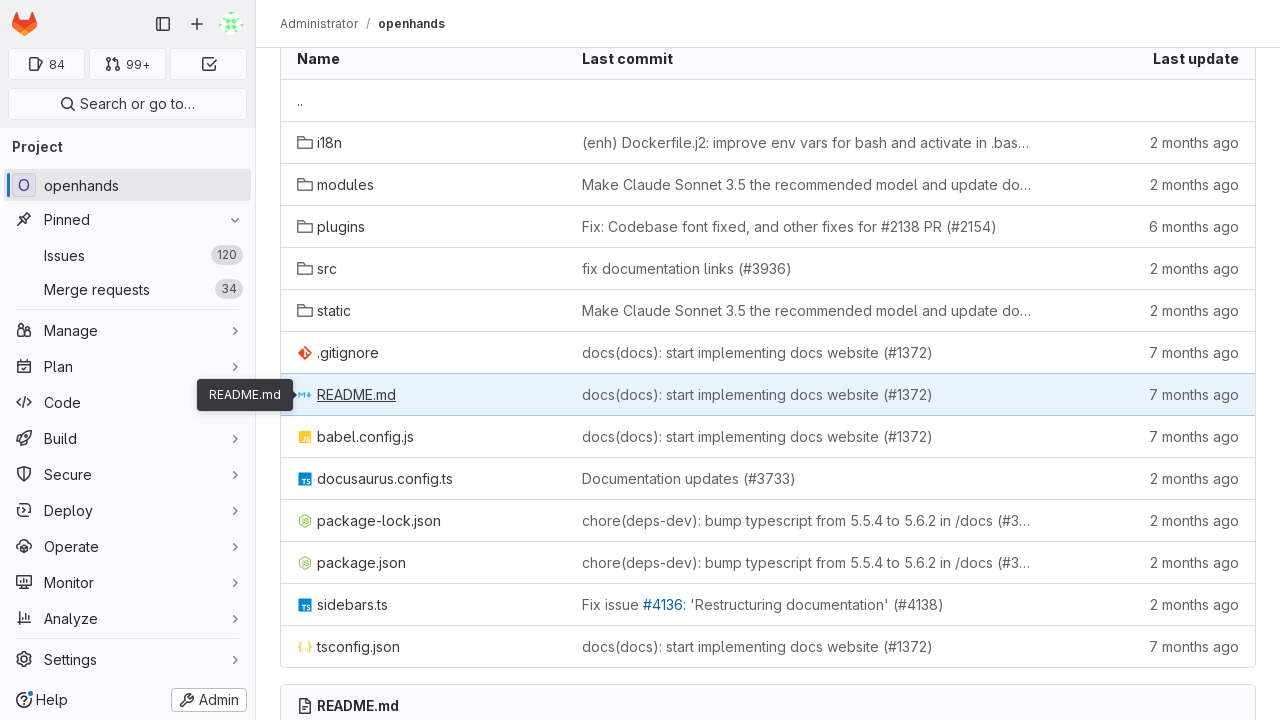 Administrator / openhands
84
99+
Search or go to…
Project
O openhands
Pinned
Issues 120
Merge requests 34
Manage
Plan
Code
Build
Secure
Deploy
Operate
Monitor
Analyze
Settings
Help
Admin
README.md
Name Last commit Last update
..
i18n (enh) Dockerfile.j2: improve env vars for bash and activate in .bas… 2 months ago
modules Make Claude Sonnet 3.5 the recommended model and update do… 2 months ago
plugins Fix: Codebase font fixed, and other fixes for #2138 PR (#2154) 6 months ago
src fix documentation links (#3936) 2 months ago
static Make Claude Sonnet 3.5 the recommended model and update do… 2 months ago
.gitignore docs(docs): start implementing docs website (#1372) 7 months ago
README.md docs(docs): start implementing docs website (#1372) 7 months ago
babel.config.js docs(docs): start implementing docs website (#1372) 7 months ago
docusaurus.config.ts Documentation updates (#3733) 2 months ago
package-lock.json chore(deps-dev): bump typescript from 5.5.4 to 5.6.2 in /docs (#3… 2 months ago
package.json chore(deps-dev): bump typescript from 5.5.4 to 5.6.2 in /docs (#3… 2 months ago
sidebars.ts Fix issue #4136: 'Restructuring documentation' (#4138) 2 months ago
tsconfig.json docs(docs): start implementing docs website (#1372) 7 months ago
README.md